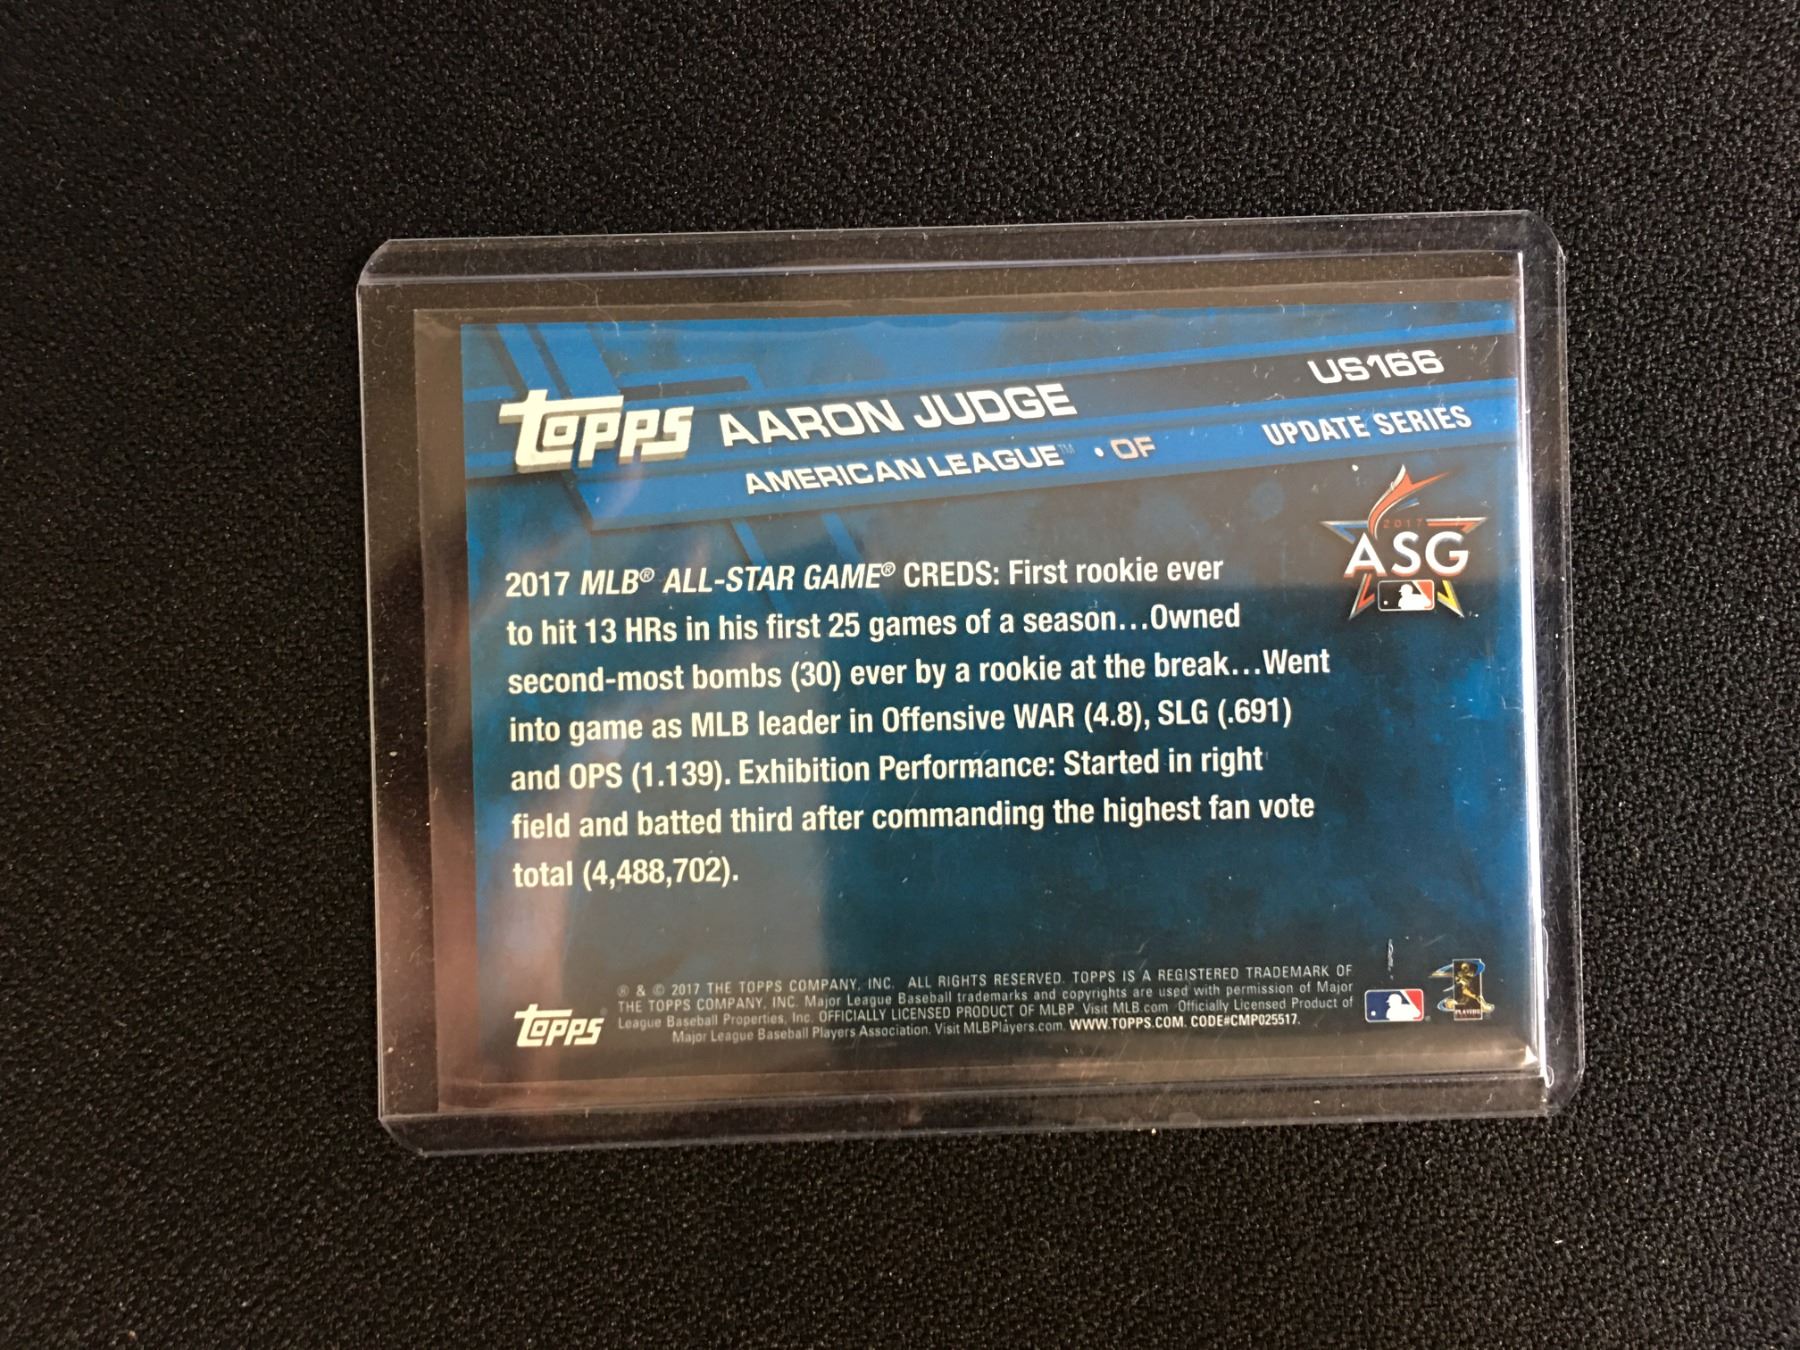 topps AARON JUDGE US166
AMERICAN LEAGUE™ • OF UPDATE SERIES
2017
ASG
2017 MLB® ALL-STAR GAME® CREDS: First rookie ever
to hit 13 HRs in his first 25 games of a season...Owned
second-most bombs (30) ever by a rookie at the break...Went
into game as MLB leader in Offensive WAR (4.8), SLG (.691)
and OPS (1.139). Exhibition Performance: Started in right
field and batted third after commanding the highest fan vote
total (4,488,702).
® & © 2017 THE TOPPS COMPANY, INC. ALL RIGHTS RESERVED. TOPPS IS A REGISTERED TRADEMARK OF
THE TOPPS COMPANY, INC. Major League Baseball trademarks and copyrights are used with permission of Major
League Baseball Properties, Inc. OFFICIALLY LICENSED PRODUCT OF MLBP. Visit MLB.com Officially Licensed Product of
Major League Baseball Players Association. Visit MLBPlayers.com. WWW.TOPPS.COM. CODE#CMP025517.
topps
PLAYERS